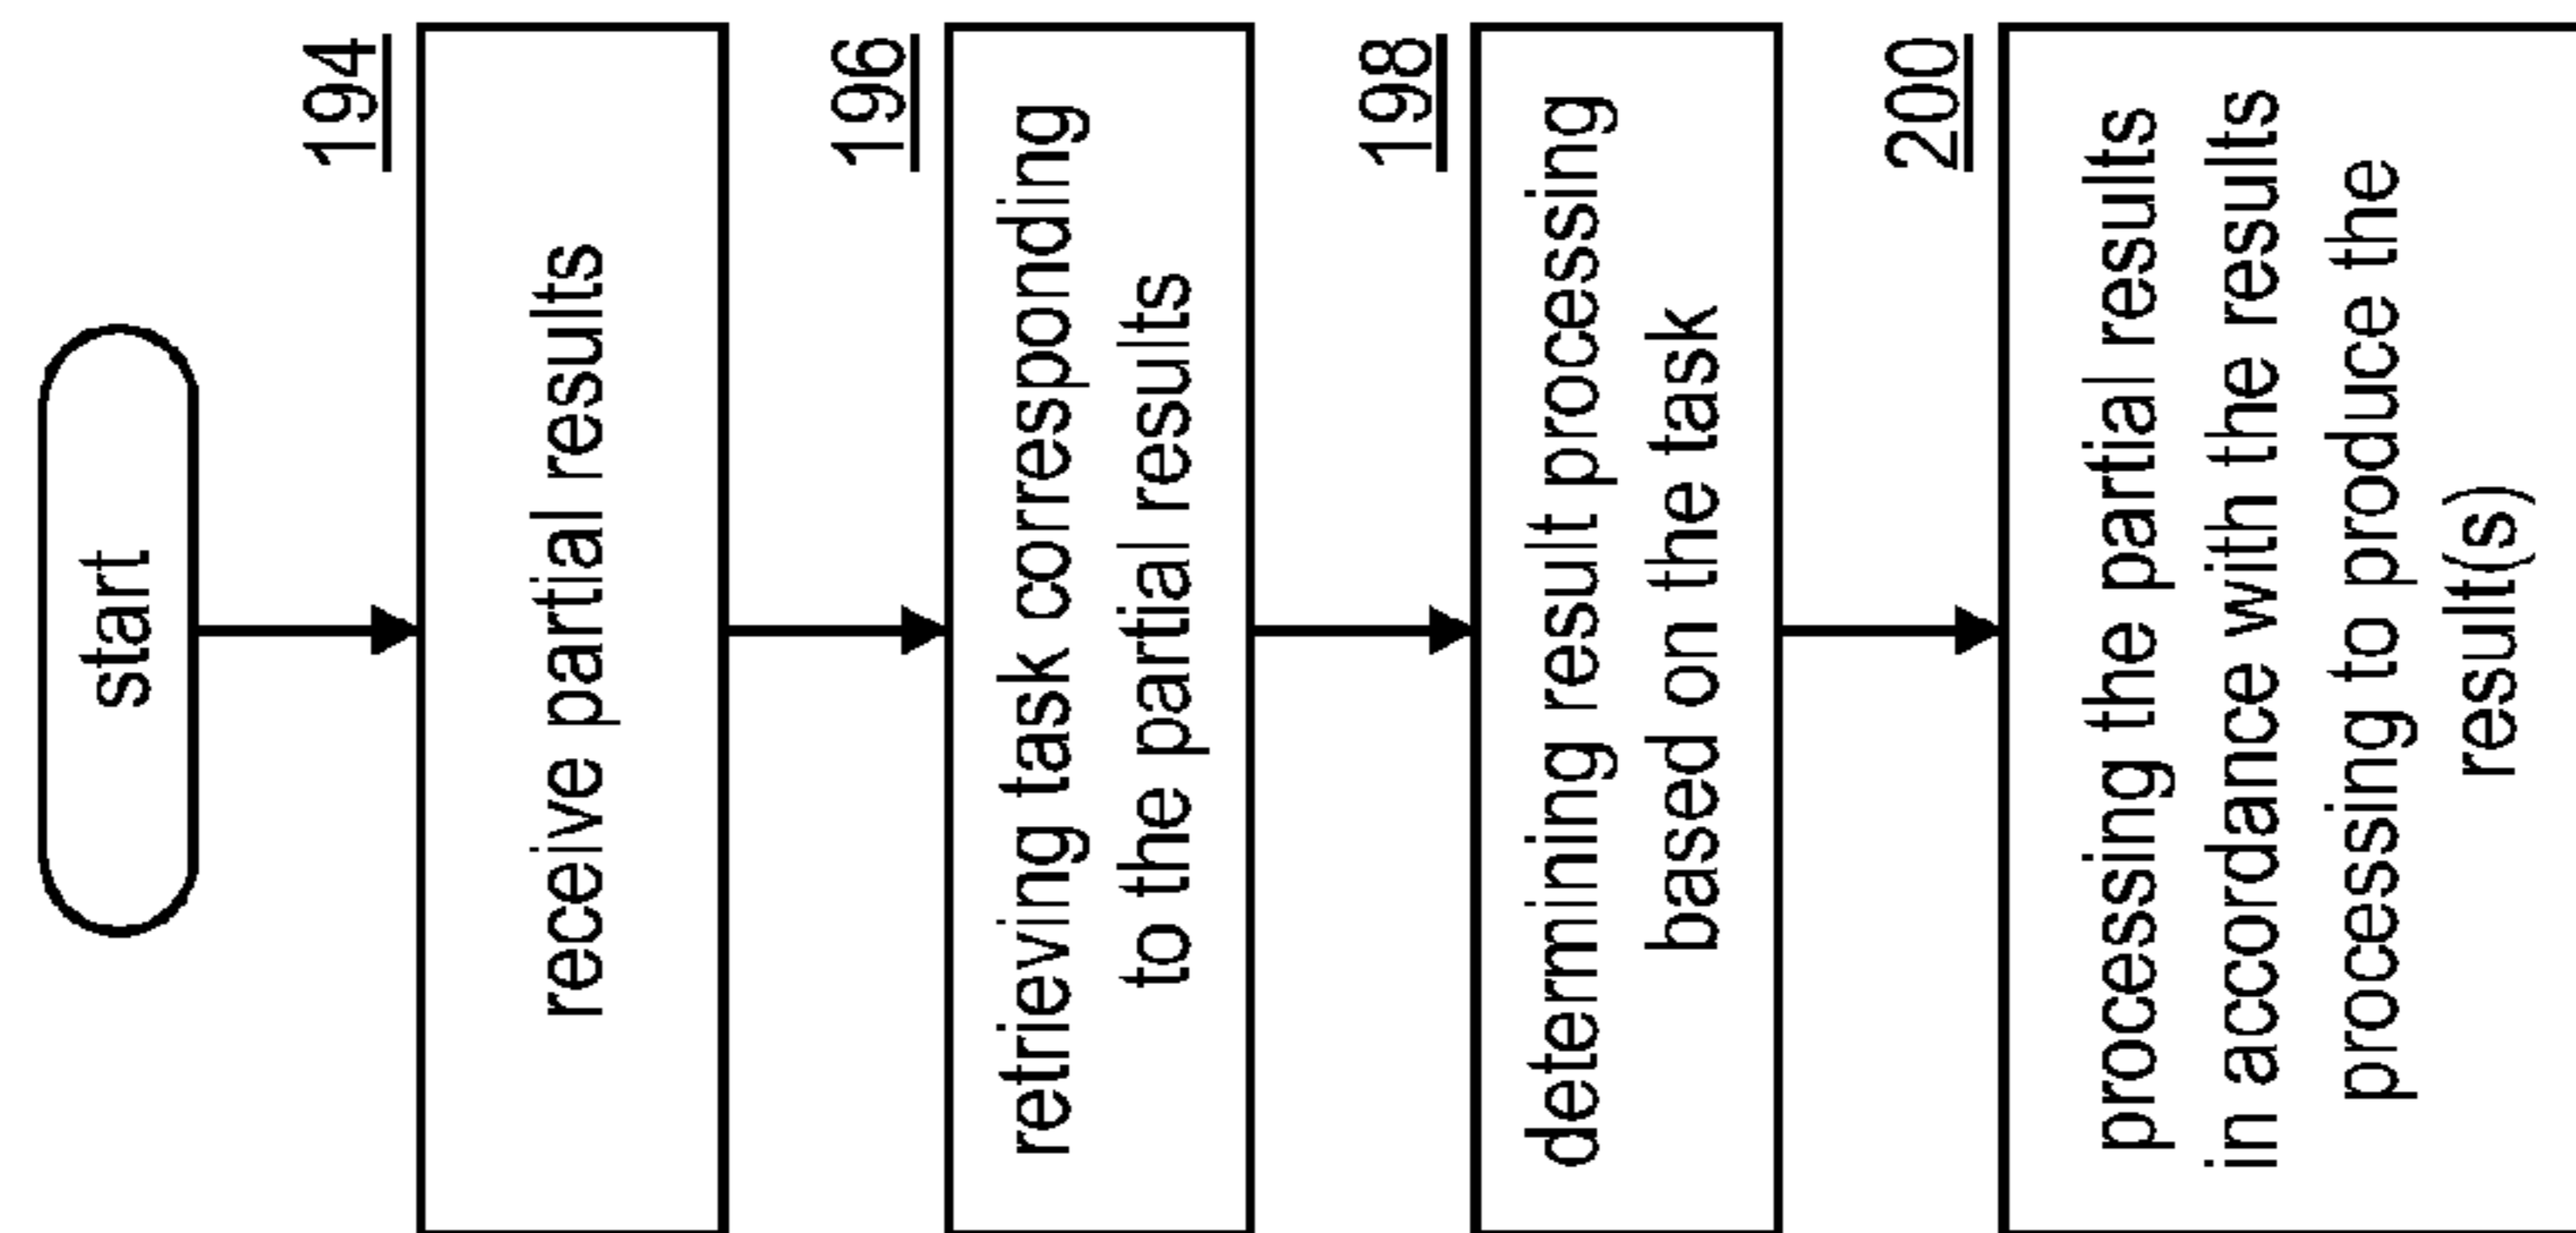 start
194
receive partial results
196
retrieving task corresponding
to the partial results
198
determining result processing
based on the task
200
processing the partial results
in accordance with the results
processing to produce the
result(s)